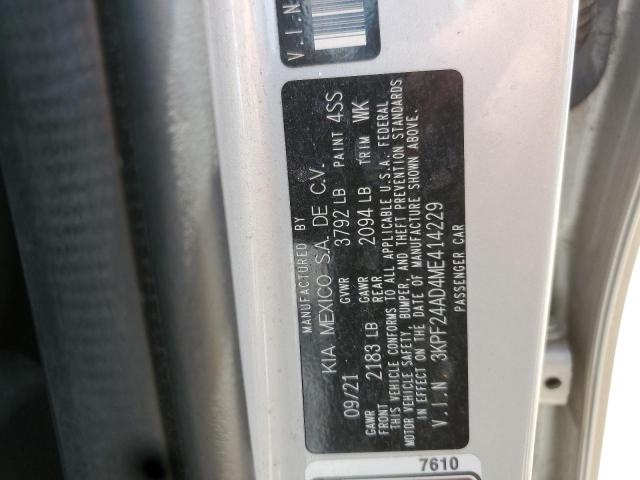 V.I.N
MANUFACTURED BY
KIA MEXICO S.A. DE C.V.
09/21 GVWR 3792 LB PAINT 4SS
GAWR FRONT 2183 LB GAWR REAR 2094 LB TRIM WK
THIS VEHICLE CONFORMS TO ALL APPLICABLE U.S.A. FEDERAL
MOTOR VEHICLE SAFETY, BUMPER, AND THEFT PREVENTION STANDARDS
IN EFFECT ON THE DATE OF MANUFACTURE SHOWN ABOVE.
V.I.N 3KPF24AD4ME414229
PASSENGER CAR
7610